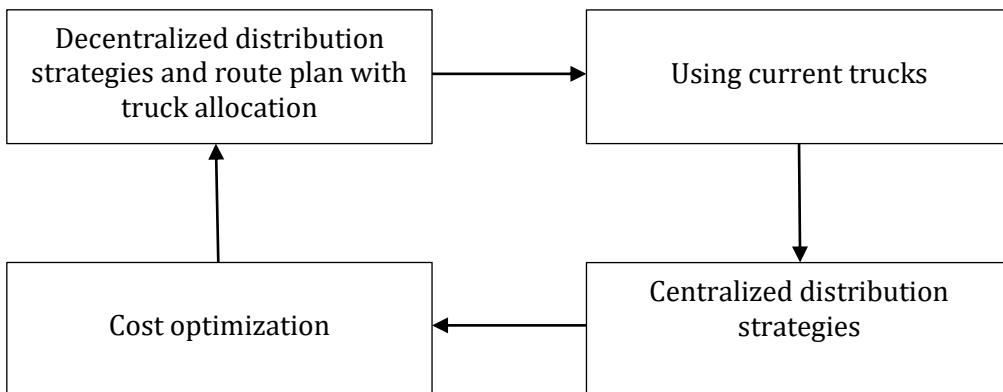 Decentralized distribution
strategies and route plan with
truck allocation
Using current trucks
Cost optimization
Centralized distribution
strategies